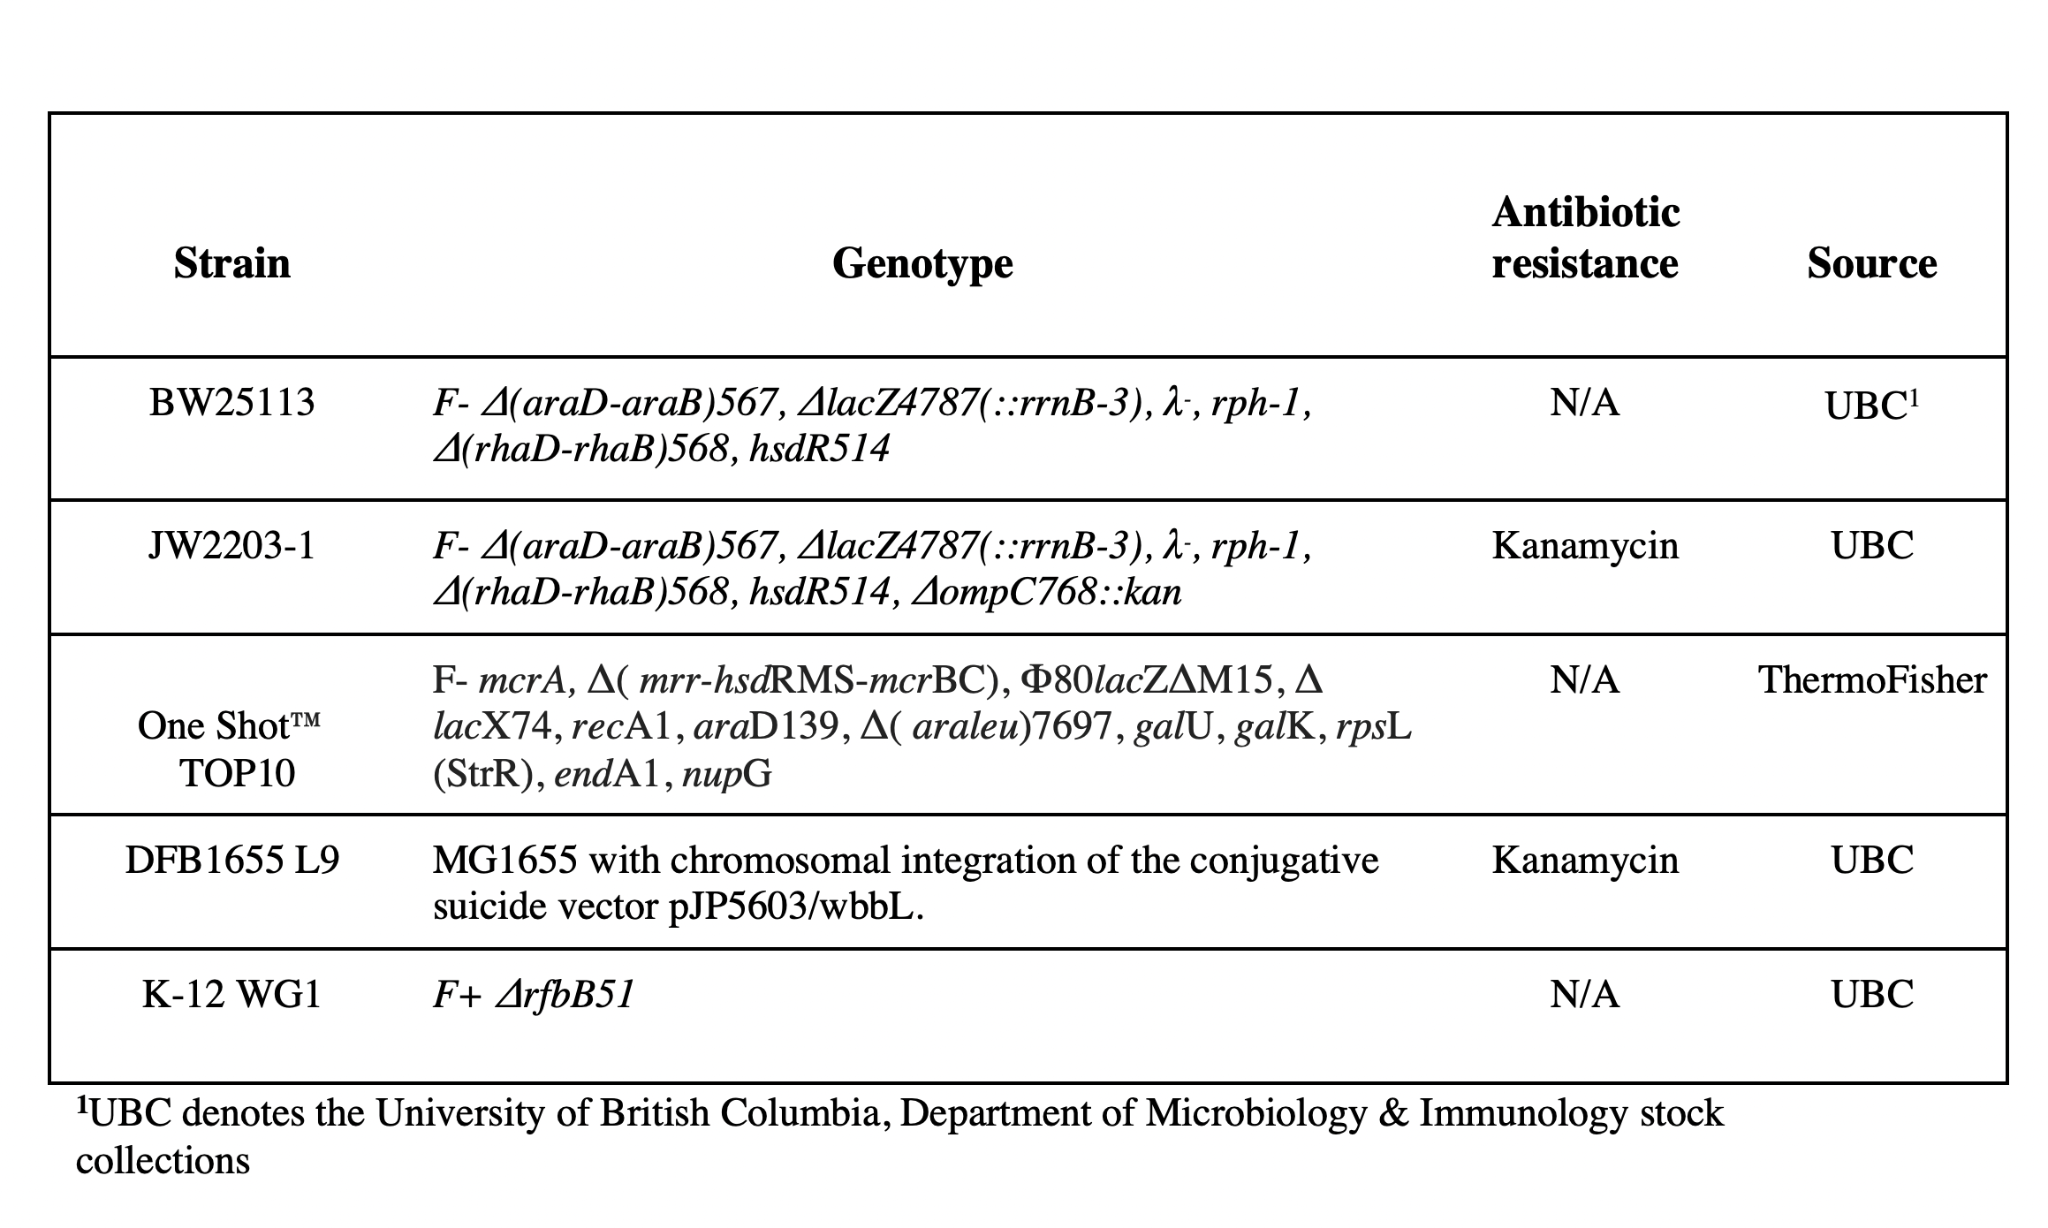 Strain Genotype Antibiotic resistance Source
BW25113 F- Δ(araD-araB)567, ΔlacZ4787(::rrnB-3), λ-, rph-1, N/A UBC¹
Δ(rhaD-rhaB)568, hsdR514
JW2203-1 F- Δ(araD-araB)567, ΔlacZ4787(::rrnB-3), λ-, rph-1, Kanamycin UBC
Δ(rhaD-rhaB)568, hsdR514, ΔompC768::kan
F- mcrA, Δ( mrr-hsdRMS-mcrBC), Φ80lacZΔM15, Δ N/A ThermoFisher
One Shot™ lacX74, recA1, araD139, Δ( araleu)7697, galU, galK, rpsL
TOP10 (StrR), endA1, nupG
DFB1655 L9 MG1655 with chromosomal integration of the conjugative Kanamycin UBC
suicide vector pJP5603/wbbL.
K-12 WG1 F+ ΔrfbB51 N/A UBC
¹UBC denotes the University of British Columbia, Department of Microbiology & Immunology stock
collections